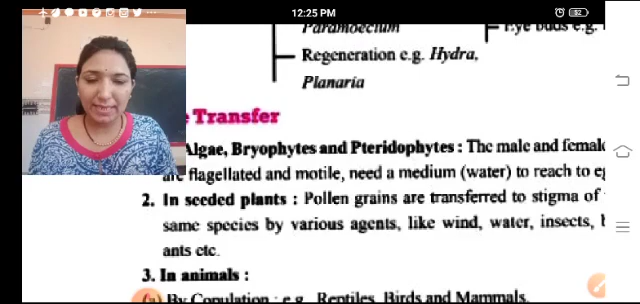 12:25 PM
Paramoecium
Eye buds e.g.
Regeneration e.g. Hydra,
Planaria
Transfer
Algae, Bryophytes and Pteridophytes : The male and female
are flagellated and motile, need a medium (water) to reach to
2. In seeded plants : Pollen grains are transferred to stigma of
same species by various agents, like wind, water, insects,
ants etc.
3. In animals :
(a) By Copulation : e.g. Reptiles, Birds and Mammals.